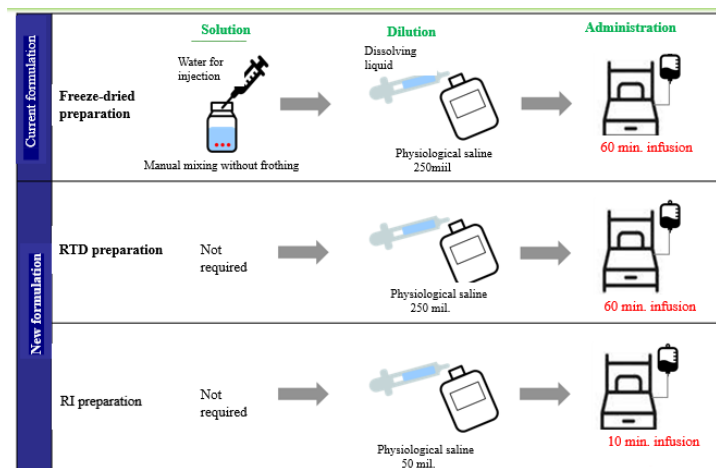 Solution
Dilution
Administration
Current formulation
Freeze-dried
preparation
Water for
injection
Manual mixing without frothing
Dissolving
liquid
Physiological saline
250miil
60 min. infusion
New formulation
RTD preparation
Not
required
Physiological saline
250 mil.
60 min. infusion
RI preparation
Not
required
Physiological saline
50 mil.
10 min. infusion